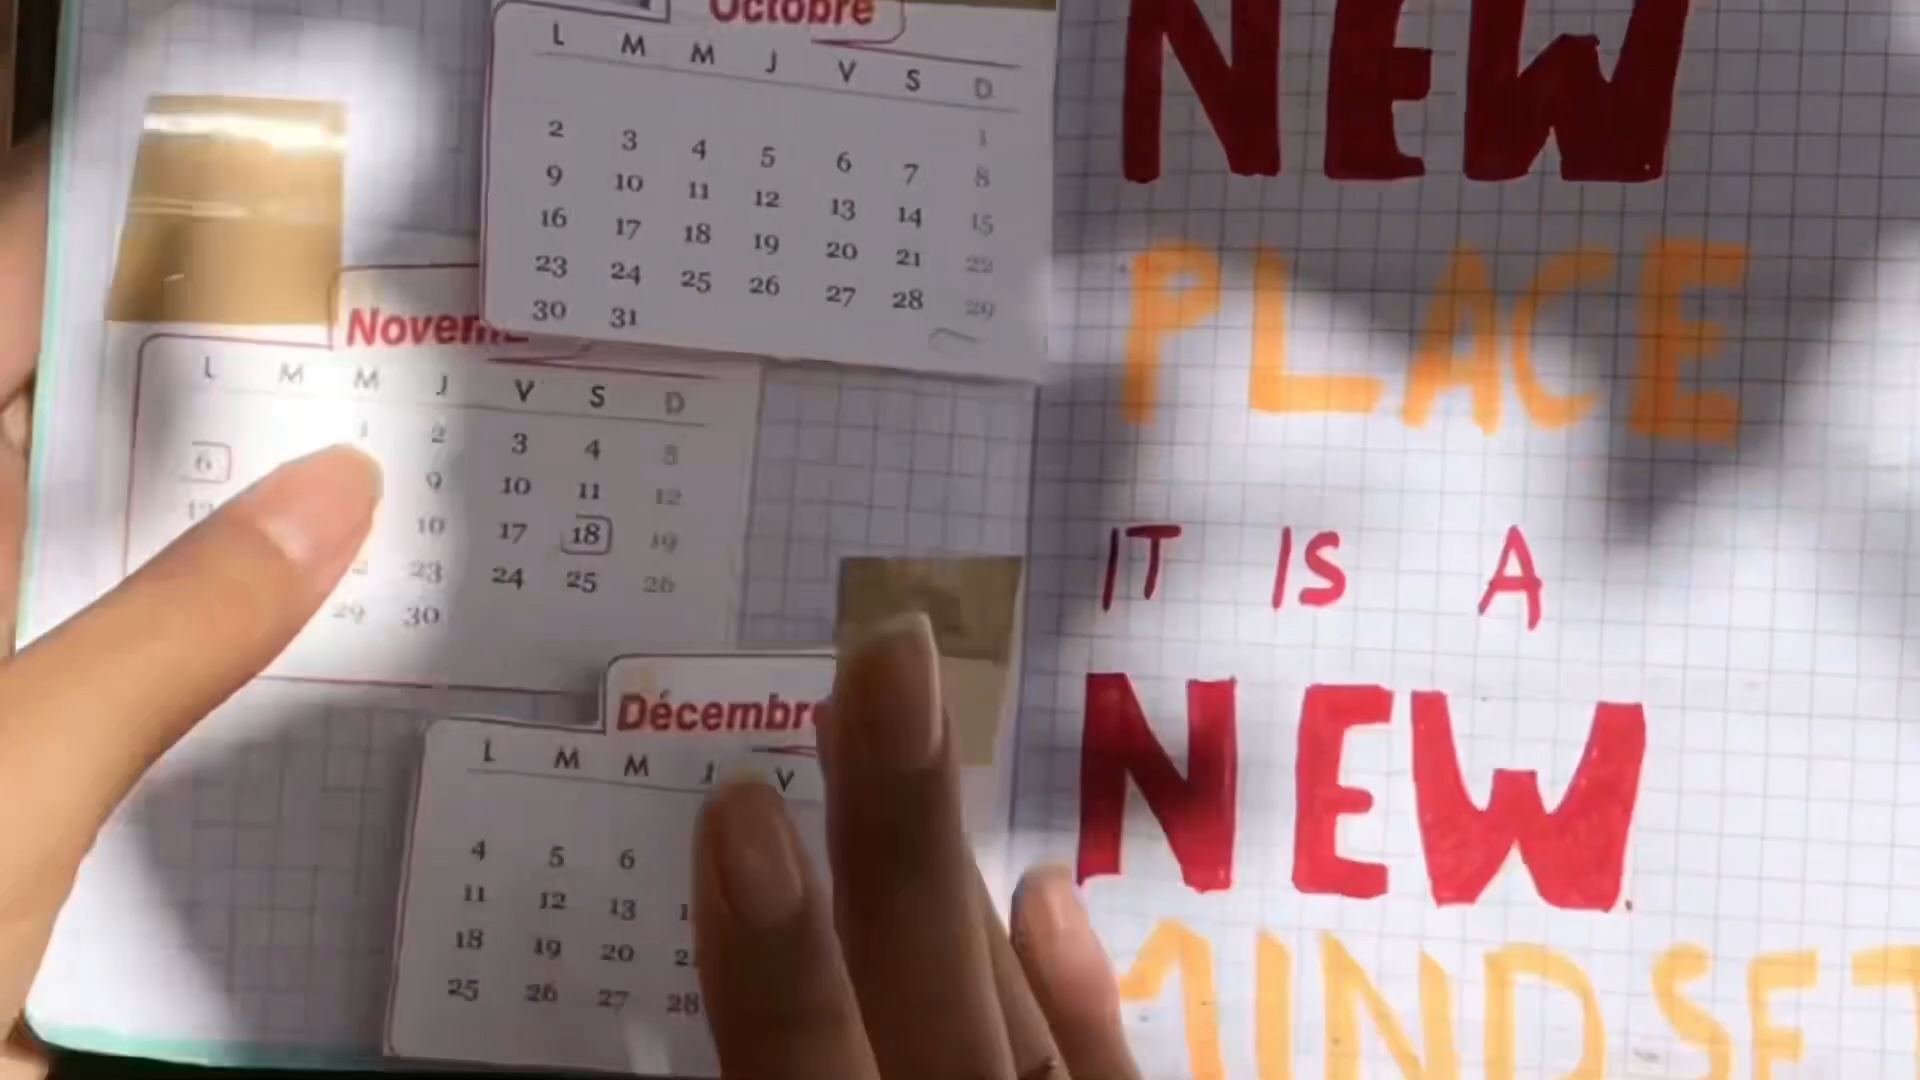 Octobre
L M M J V S D
1
2 3 4 5 6 7 8
9 10 11 12 13 14 15
16 17 18 19 20 21 22
23 24 25 26 27 28 29
30 31
L M M J V S D
1 2 3 4 5
6 9 10 11 12
17 18 19
23 24 25 26
29 30
Décembre
L M M J V
4 5 6
11 12 13
18 19 20
25 26 27 28
NEW
PLACE
IT IS A
NEW
MINDSET